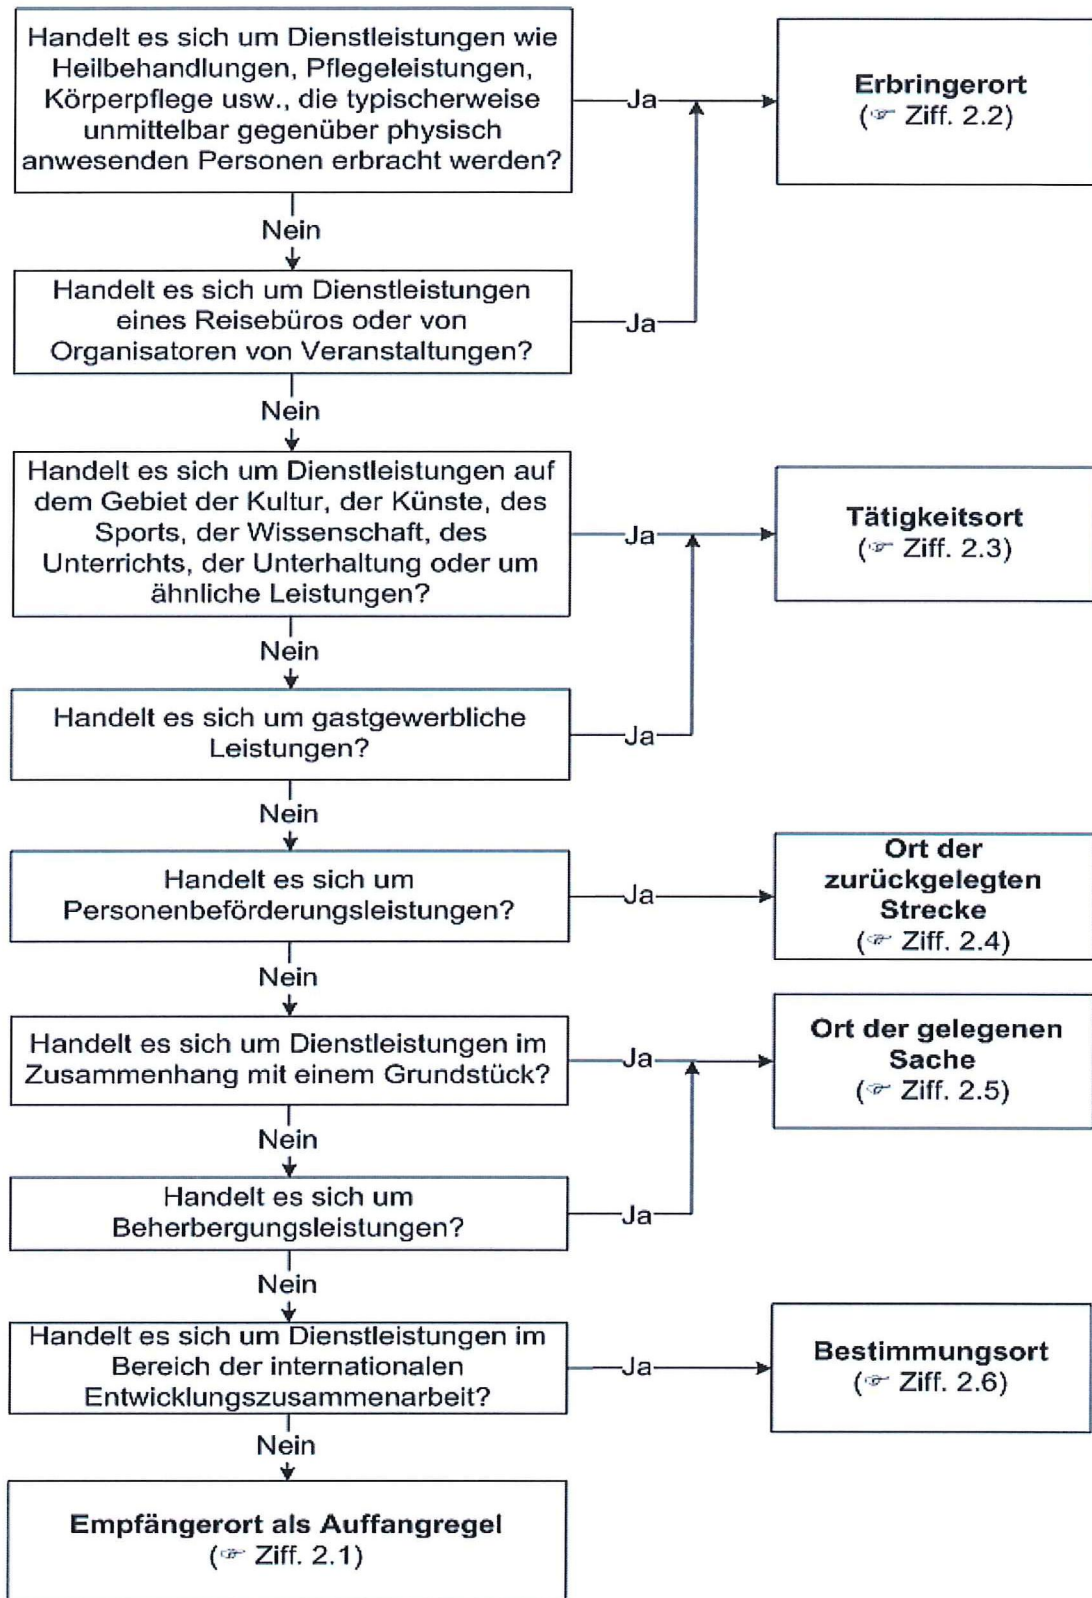 Handelt es sich um Dienstleistungen wie
Heilbehandlungen, Pflegeleistungen,
Körperpflege usw., die typischerweise
unmittelbar gegenüber physisch
anwesenden Personen erbracht werden?
Ja
Erbringerort
(☞ Ziff. 2.2)
Nein
Handelt es sich um Dienstleistungen
eines Reisebüros oder von
Organisatoren von Veranstaltungen?
Ja
Nein
Handelt es sich um Dienstleistungen auf
dem Gebiet der Kultur, der Künste, des
Sports, der Wissenschaft, des
Unterrichts, der Unterhaltung oder um
ähnliche Leistungen?
Ja
Tätigkeitsort
(☞ Ziff. 2.3)
Nein
Handelt es sich um gastgewerbliche
Leistungen?
Ja
Nein
Handelt es sich um
Personenbeförderungsleistungen?
Ja
Ort der
zurückgelegten
Strecke
(☞ Ziff. 2.4)
Nein
Handelt es sich um Dienstleistungen im
Zusammenhang mit einem Grundstück?
Ja
Ort der gelegenen
Sache
(☞ Ziff. 2.5)
Nein
Handelt es sich um
Beherbergungsleistungen?
Ja
Nein
Handelt es sich um Dienstleistungen im
Bereich der internationalen
Entwicklungszusammenarbeit?
Ja
Bestimmungsort
(☞ Ziff. 2.6)
Nein
Empfängerort als Auffangregel
(☞ Ziff. 2.1)